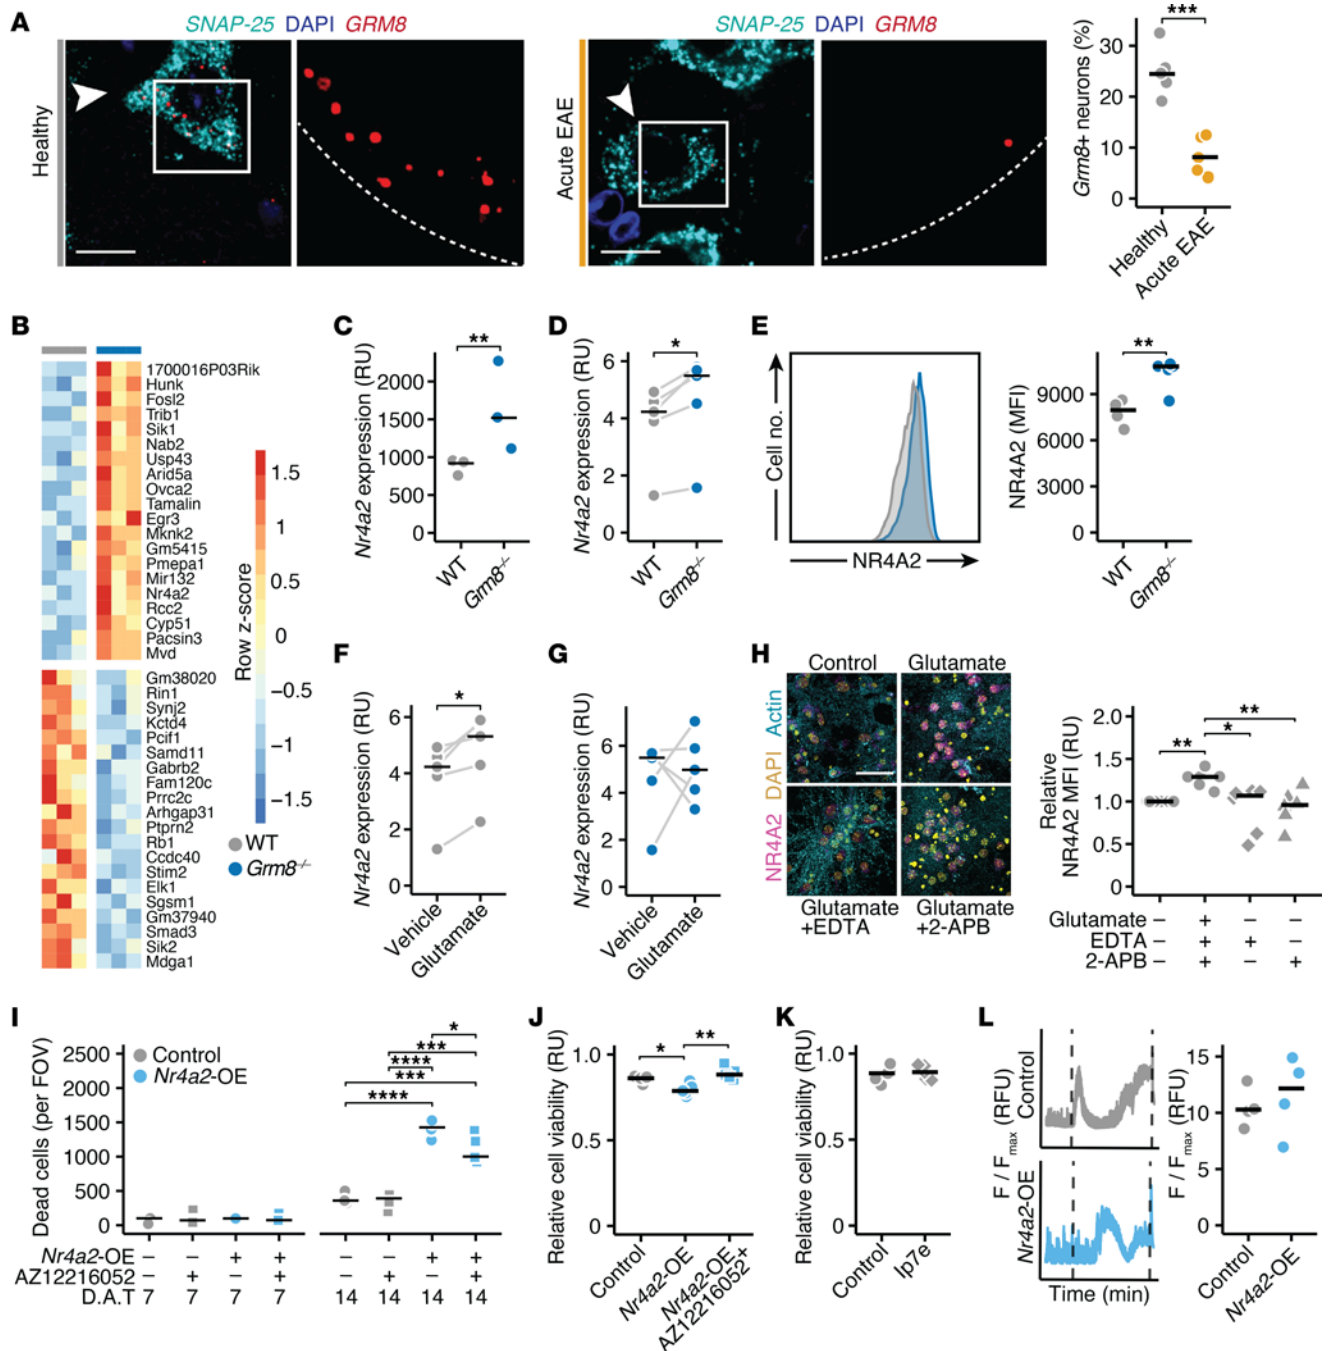 A
SNAP-25 DAPI GRM8
SNAP-25 DAPI GRM8
Healthy
Acute EAE
Grm8+ neurons (%)
***
30
20
10
0
Healthy
Acute EAE
B
1700016P03Rik
Hunk
Fosl2
Trib1
Sik1
Nab2
Usp43
Arid5a
Ovca2
Tamalin
Egr3
Mknk2
Gm5415
Pmepa1
Mir132
Nr4a2
Rcc2
Cyp51
Pacsin3
Mvd
Gm38020
Rin1
Synj2
Kctd4
Pcif1
Samd11
Gabrb2
Fam120c
Prrc2c
Arhgap31
Ptprn2
Rb1
Ccdc40
Stim2
Elk1
Sgsm1
Gm37940
Smad3
Sik2
Mdga1
Row z-score
1.5
1
0.5
0
−0.5
−1
−1.5
WT
Grm8−/−
C
Nr4a2 expression (RU)
**
2000
1500
1000
500
0
WT
Grm8−/−
D
Nr4a2 expression (RU)
*
6
4
2
0
WT
Grm8−/−
E
Cell no.
NR4A2
NR4A2 (MFI)
**
9000
6000
3000
0
WT
Grm8−/−
F
Nr4a2 expression (RU)
*
6
4
2
0
Vehicle
Glutamate
G
Nr4a2 expression (RU)
6
4
2
0
Vehicle
Glutamate
H
Control
Glutamate
NR4A2 DAPI Actin
Glutamate
+EDTA
Glutamate
+2-APB
Relative
NR4A2 MFI (RU)
**
*
**
2.0
1.5
1.0
0.5
0
Glutamate − + − −
EDTA − + + −
2-APB − + − +
I
Dead cells (per FOV)
Control
Nr4a2-OE
2500
2000
1500
1000
500
0
*
***
****
***
****
Nr4a2-OE − − + + − − + +
AZ12216052 − + − + − + − +
D.A.T 7 7 7 7 14 14 14 14
J
Relative cell viability (RU)
* **
1.0
0.5
0
Control
Nr4a2-OE
Nr4a2-OE+
AZ12216052
K
Relative cell viability (RU)
1.0
0.5
0
Control
Ip7e
L
F / Fmax (RFU)
Control
Nr4a2-OE
Time (min)
F / Fmax (RFU)
15
10
5
0
Control
Nr4a2-OE